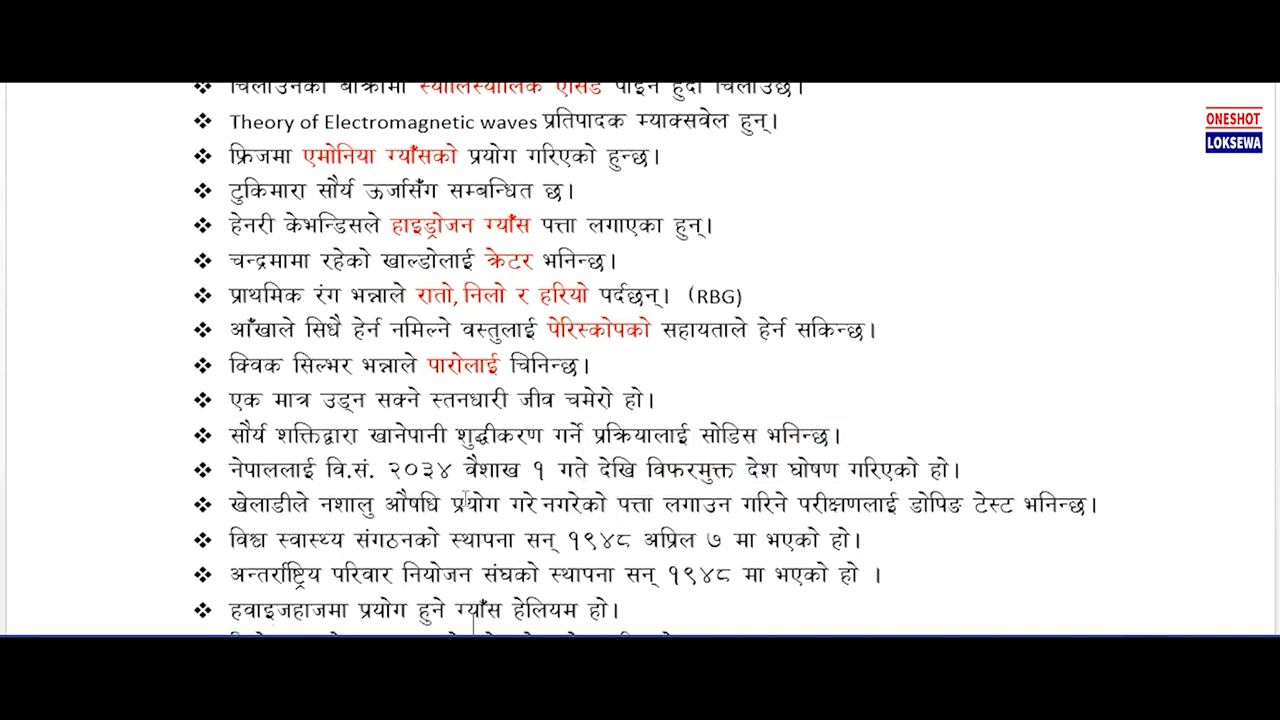 चिलाउनेको बोक्रामा स्यालिस्यालिक एसिड पाइने हुँदा चिलाउँछ।
❖ Theory of Electromagnetic waves प्रतिपादक म्याक्सवेल हुन्।
ONESHOT
LOKSEWA
❖ फ्रिजमा एमोनिया ग्याँसको प्रयोग गरिएको हुन्छ।
❖ टुकिमारा सौर्य ऊर्जासँग सम्बन्धित छ।
❖ हेनरी केभन्डिसले हाइड्रोजन ग्याँस पत्ता लगाएका हुन्।
❖ चन्द्रमामा रहेको खाल्डोलाई क्रेटर भनिन्छ।
❖ प्राथमिक रंग भन्नाले रातो, निलो र हरियो पर्दछन्। (RBG)
❖ आँखाले सिधै हेर्न नमिल्ने वस्तुलाई पेरिस्कोपको सहायताले हेर्न सकिन्छ।
❖ क्विक सिल्भर भन्नाले पारोलाई चिनिन्छ।
❖ एक मात्र उड्न सक्ने स्तनधारी जीव चमेरो हो।
❖ सौर्य शक्तिद्वारा खानेपानी शुद्धीकरण गर्ने प्रक्रियालाई सोडिस भनिन्छ।
❖ नेपाललाई वि.सं. २०३४ वैशाख १ गते देखि विफरमुक्त देश घोषण गरिएको हो।
❖ खेलाडीले नशालु औषधि प्रयोग गरे नगरेको पत्ता लगाउन गरिने परीक्षणलाई डोपिङ टेस्ट भनिन्छ।
❖ विश्व स्वास्थ्य संगठनको स्थापना सन् १९४८ अप्रिल ७ मा भएको हो।
❖ अन्तर्राष्ट्रिय परिवार नियोजन संघको स्थापना सन् १९४८ मा भएको हो ।
❖ हवाइजहाजमा प्रयोग हुने ग्याँस हेलियम हो।